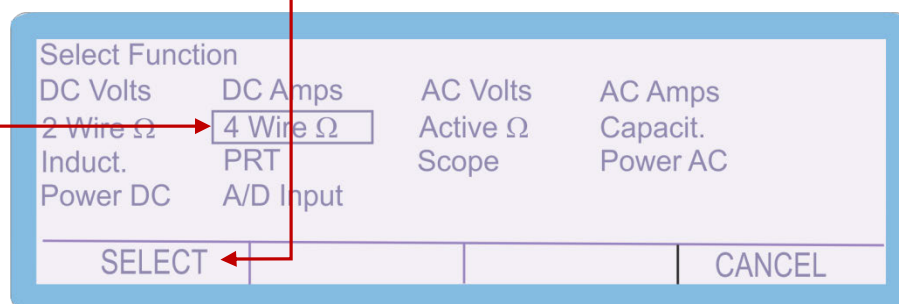 Select Function
DC Volts DC Amps AC Volts AC Amps
2 Wire Ω 4 Wire Ω Active Ω Capacit.
Induct. PRT Scope Power AC
Power DC A/D Input
SELECT CANCEL